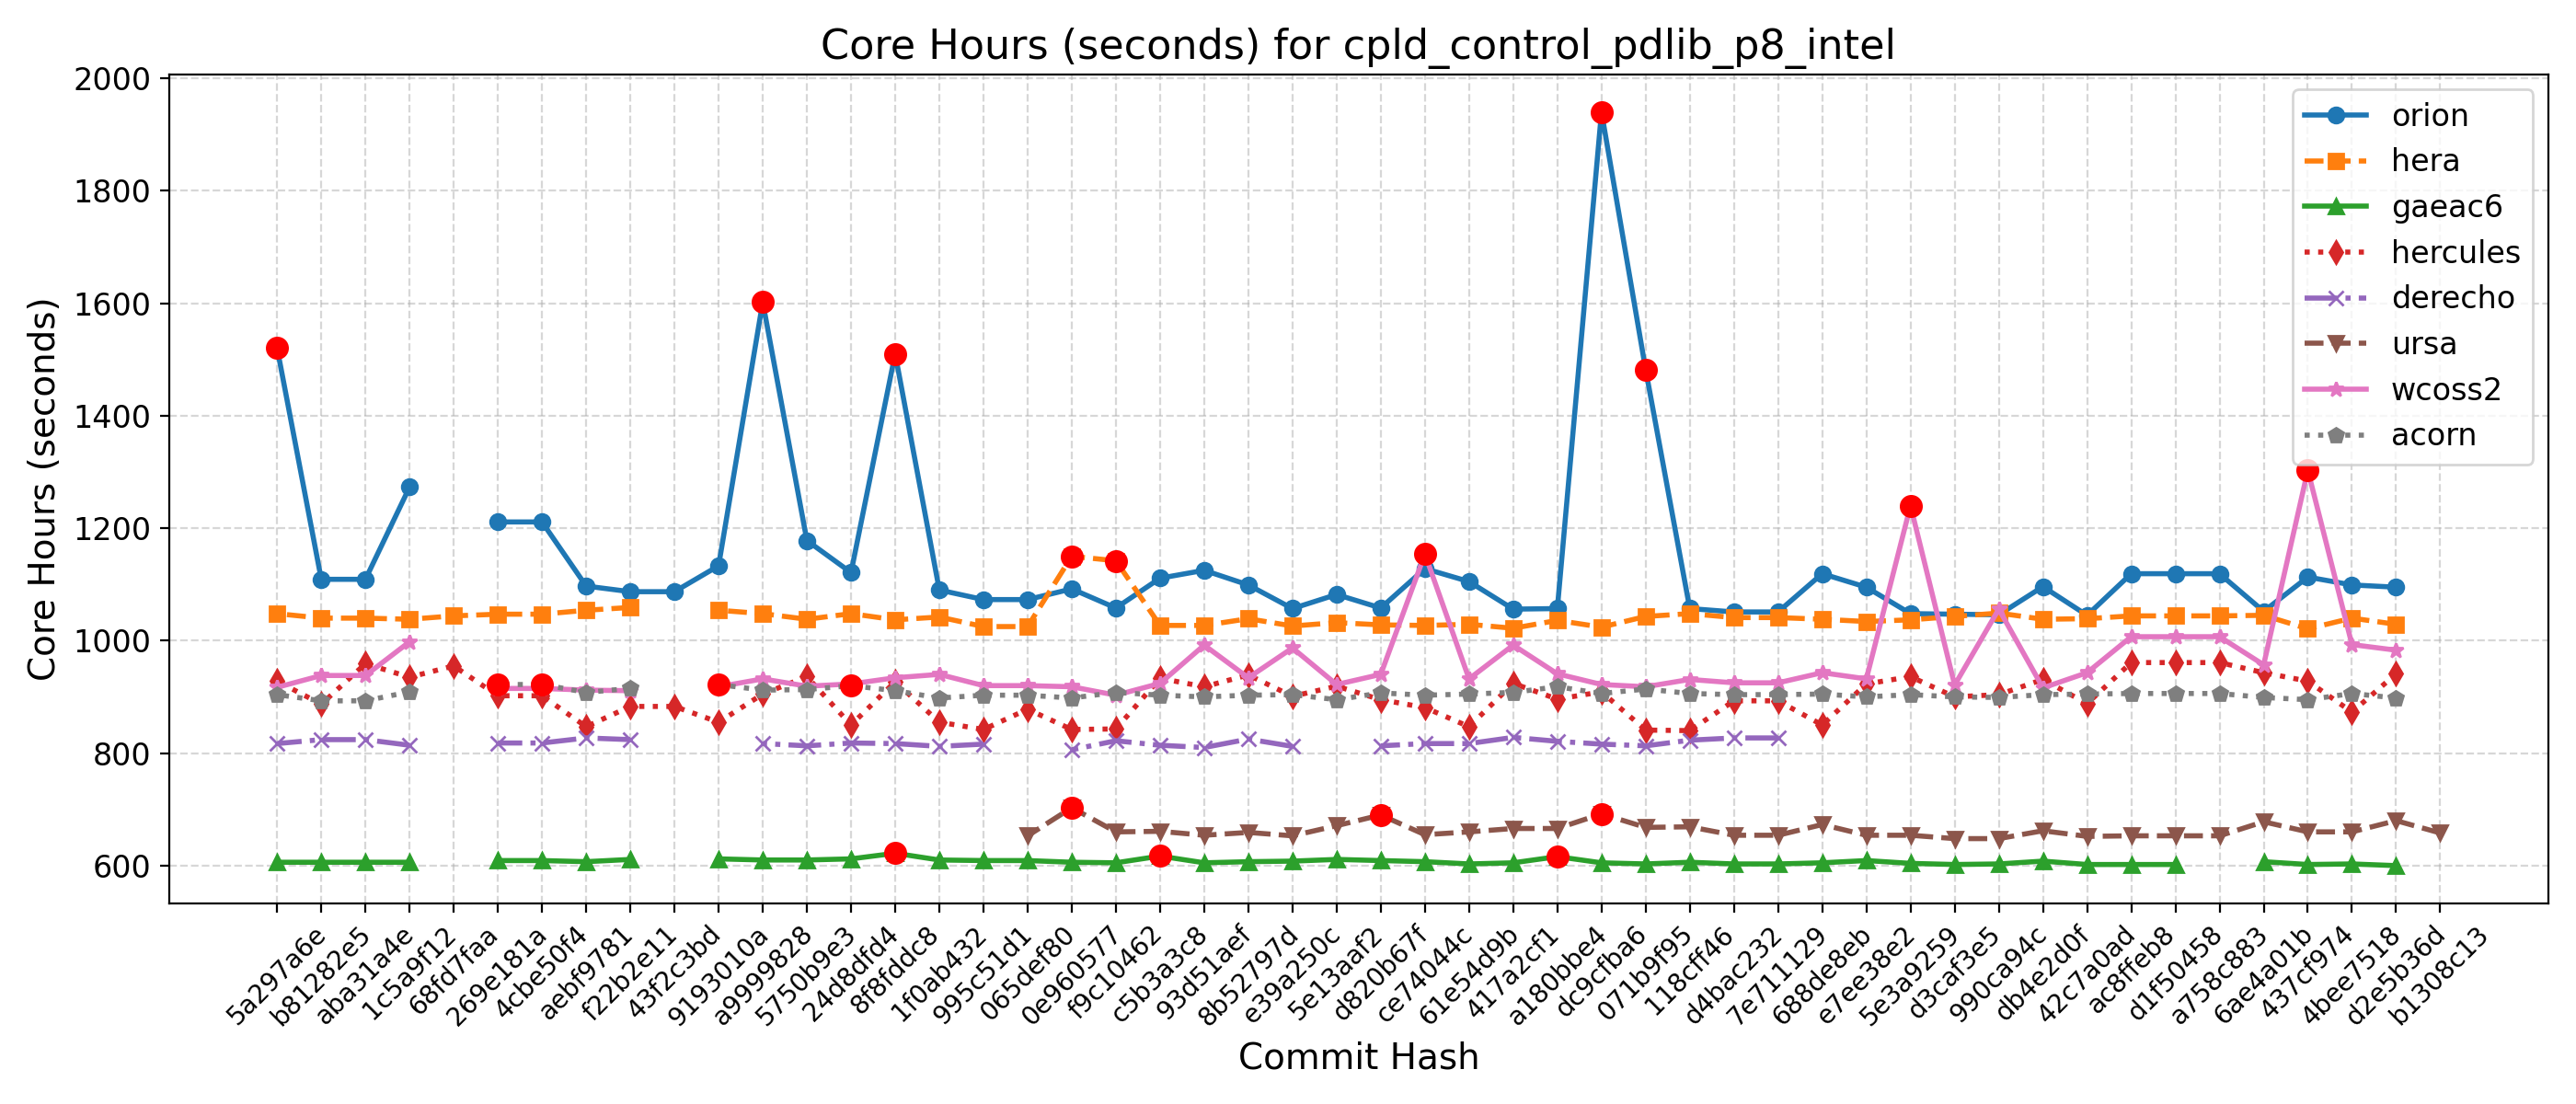 Core Hours (seconds) for cpld_control_pdlib_p8_intel
Core Hours (seconds)
2000
1800
1600
1400
1200
1000
800
600
orion
hera
gaeac6
hercules
derecho
ursa
wcoss2
acorn
5a297a6e
b81282e5
aba31a4e
1c5a9f12
68fd7faa
269e181a
4cbe50f4
aebf9781
f22b2e11
43f2c3bd
9193010a
a9999828
5750b9e3
24d8dfd4
8f8fddc8
1f0ab432
995c51d1
065def80
0e960577
f9c10462
c5b3a3c8
93d51aef
8b52797d
e39a250c
5e13aaf2
d820b67f
ce74044c
61e54d9b
417a2cf1
a180bbe4
dc9cfba6
071b9f95
118cff46
d4bac232
7e711129
688de8eb
e7ee38e2
5e3a9259
d3caf3e5
990ca94c
db4e2d0f
42c7a0ad
ac8ffeb8
d1f50458
a758c883
6ae4a01b
437cf974
4bee7518
d2e5b36d
b1308c13
Commit Hash